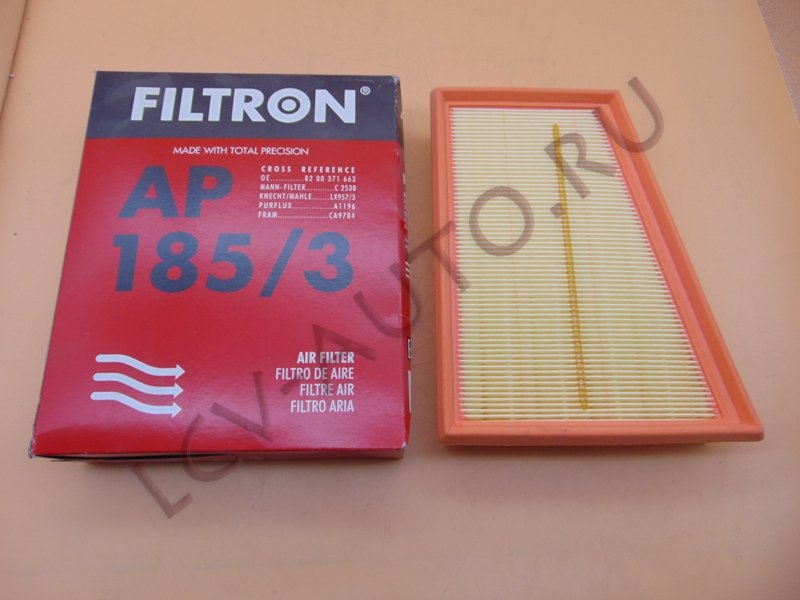 FILTRON®
MADE WITH TOTAL PRECISION
AP
185/3
CROSS REFERENCE
OE............82 00 371 663
MANN-FILTER...........C 2538
KNECHT/MAHLE......LX957/3
PURFLUX...............A1196
FRAM..................CA9784
AIR FILTER
FILTRO DE AIRE
FILTRE AIR
FILTRO ARIA
LCV-AUTO.RU